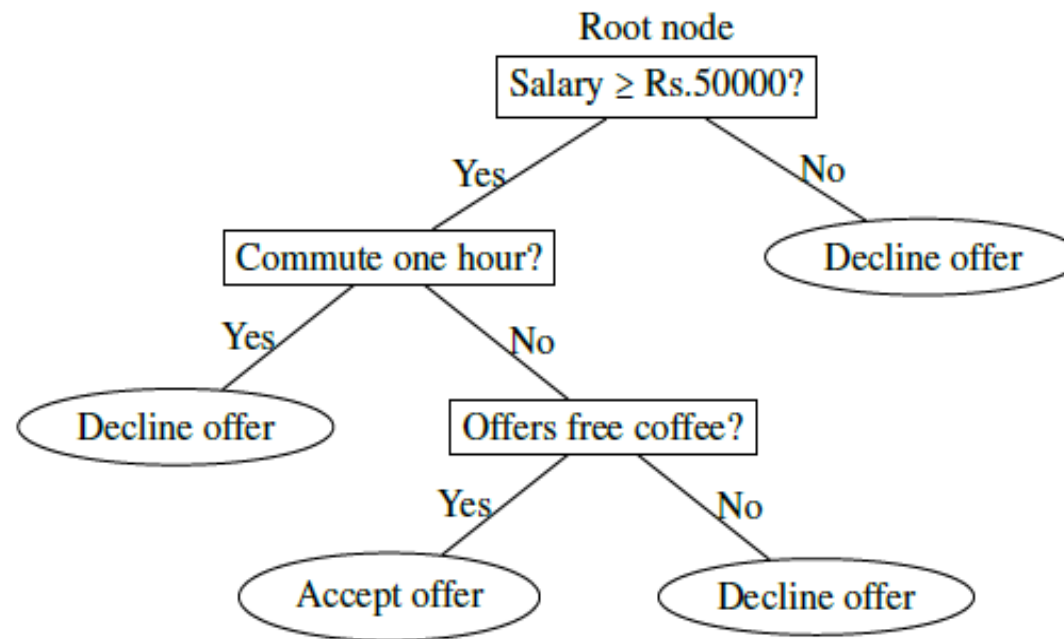 Root node
Salary ≥ Rs.50000?
Yes
No
Commute one hour?
Decline offer
Yes
No
Decline offer
Offers free coffee?
Yes
No
Accept offer
Decline offer